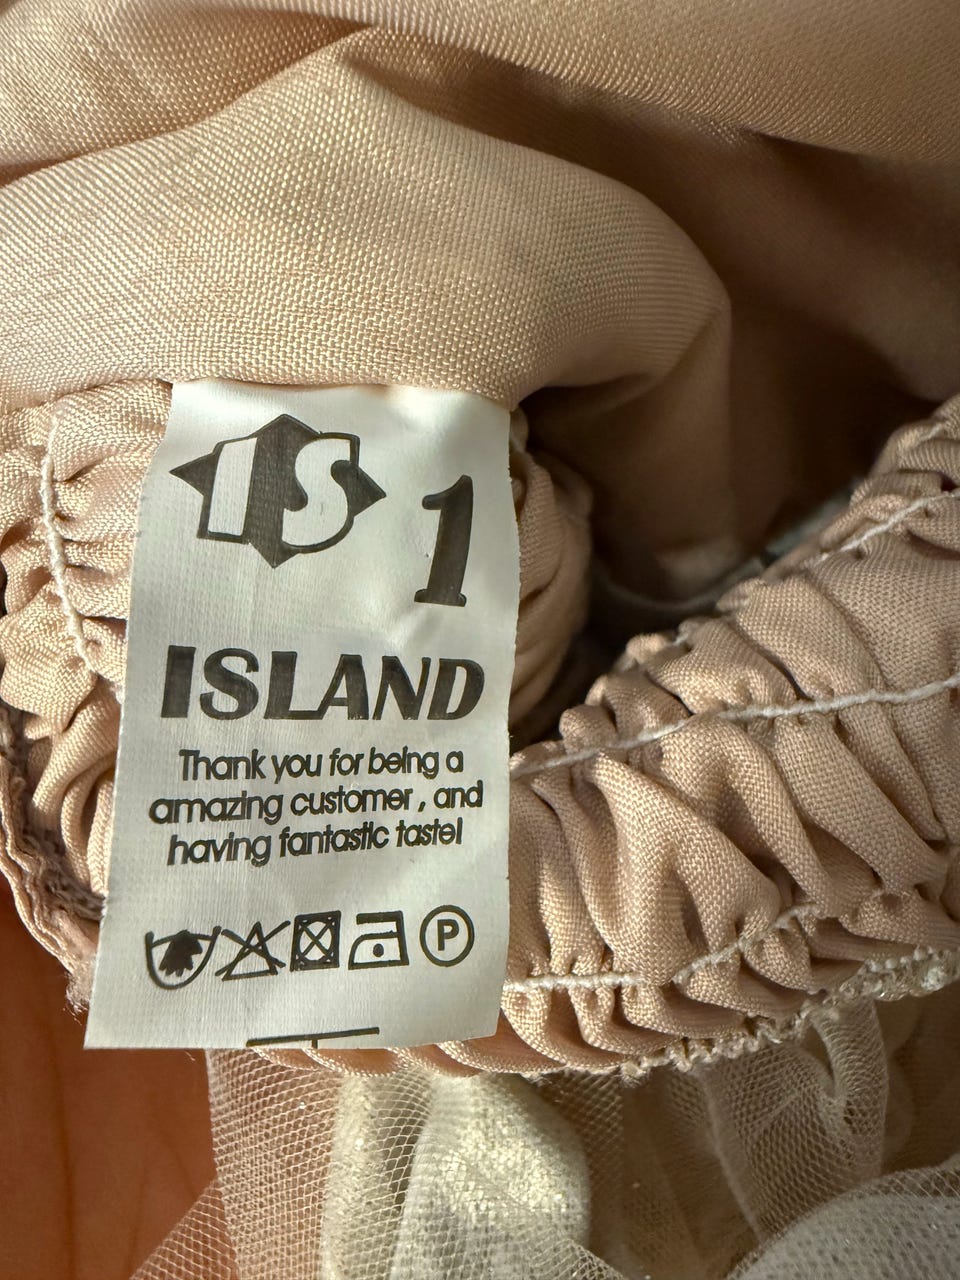 IS
1
ISLAND
Thank you for being a
amazing customer , and
having fantastic taste!
P